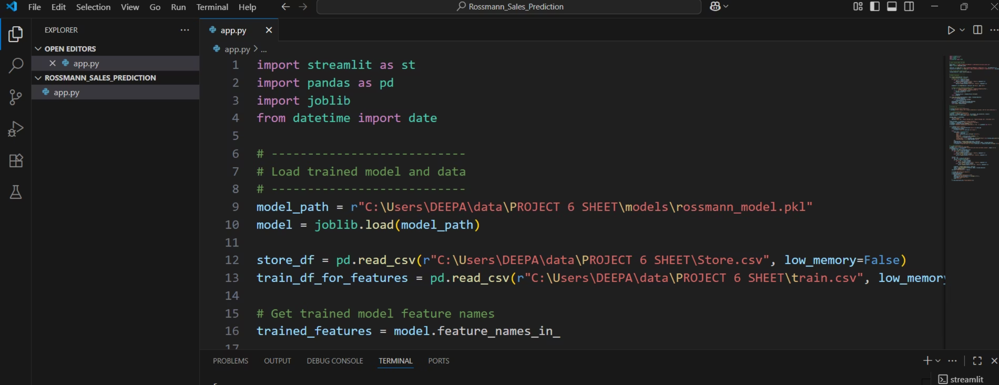 File Edit Selection View Go Run Terminal Help
Rossmann_Sales_Prediction
EXPLORER
OPEN EDITORS
app.py
ROSSMANN_SALES_PREDICTION
app.py
app.py
app.py > ...
1 import streamlit as st
2 import pandas as pd
3 import joblib
4 from datetime import date
5
6 # ---------------------------
7 # Load trained model and data
8 # ---------------------------
9 model_path = r"C:\Users\DEEPA\data\PROJECT 6 SHEET\models\rossmann_model.pkl"
10 model = joblib.load(model_path)
11
12 store_df = pd.read_csv(r"C:\Users\DEEPA\data\PROJECT 6 SHEET\Store.csv", low_memory=False)
13 train_df_for_features = pd.read_csv(r"C:\Users\DEEPA\data\PROJECT 6 SHEET\train.csv", low_memory
14
15 # Get trained model feature names
16 trained_features = model.feature_names_in_
17
PROBLEMS OUTPUT DEBUG CONSOLE TERMINAL PORTS
streamlit